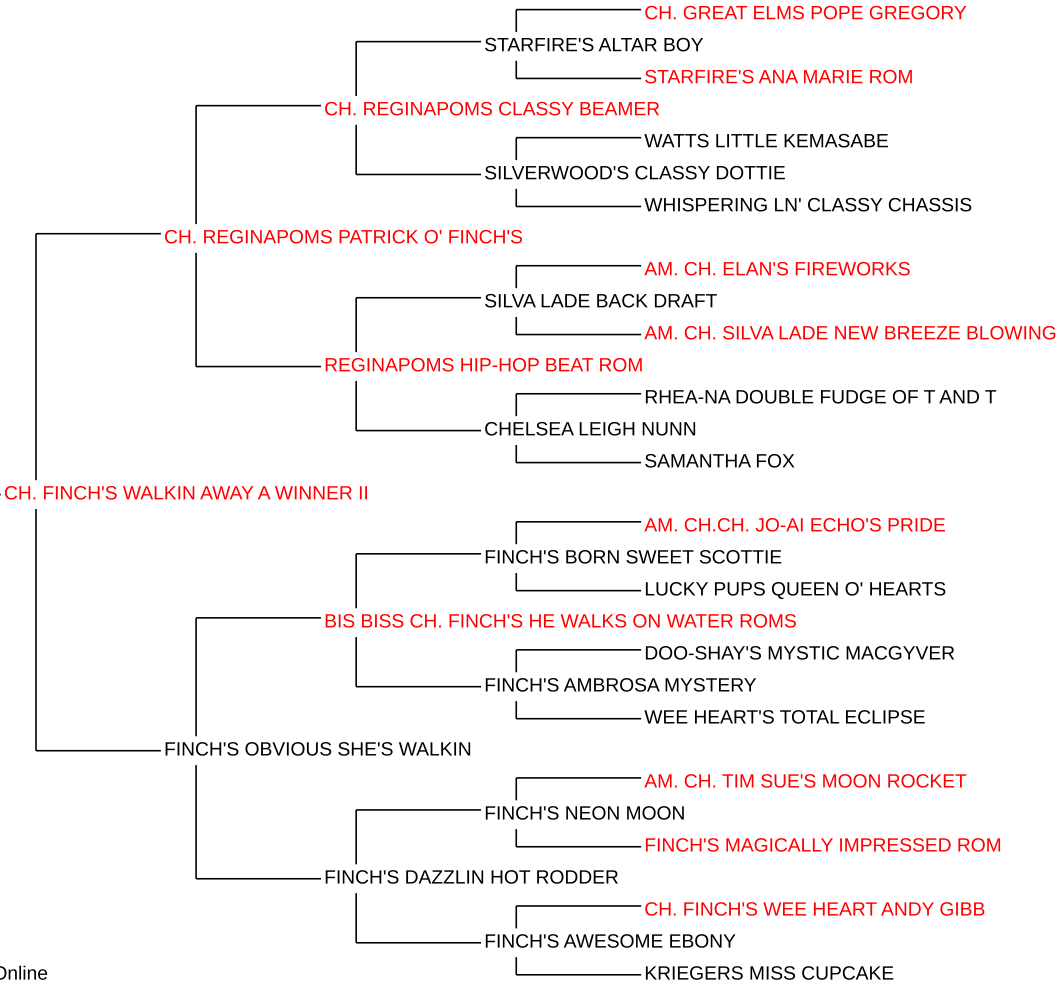 CH. GREAT ELMS POPE GREGORY
STARFIRE'S ALTAR BOY
STARFIRE'S ANA MARIE ROM
CH. REGINAPOMS CLASSY BEAMER
WATTS LITTLE KEMASABE
SILVERWOOD'S CLASSY DOTTIE
WHISPERING LN' CLASSY CHASSIS
CH. REGINAPOMS PATRICK O' FINCH'S
AM. CH. ELAN'S FIREWORKS
SILVA LADE BACK DRAFT
AM. CH. SILVA LADE NEW BREEZE BLOWING
REGINAPOMS HIP-HOP BEAT ROM
RHEA-NA DOUBLE FUDGE OF T AND T
CHELSEA LEIGH NUNN
SAMANTHA FOX
CH. FINCH'S WALKIN AWAY A WINNER II
AM. CH.CH. JO-AI ECHO'S PRIDE
FINCH'S BORN SWEET SCOTTIE
LUCKY PUPS QUEEN O' HEARTS
BIS BISS CH. FINCH'S HE WALKS ON WATER ROMS
DOO-SHAY'S MYSTIC MACGYVER
FINCH'S AMBROSA MYSTERY
WEE HEART'S TOTAL ECLIPSE
FINCH'S OBVIOUS SHE'S WALKIN
AM. CH. TIM SUE'S MOON ROCKET
FINCH'S NEON MOON
FINCH'S MAGICALLY IMPRESSED ROM
FINCH'S DAZZLIN HOT RODDER
CH. FINCH'S WEE HEART ANDY GIBB
FINCH'S AWESOME EBONY
KRIEGERS MISS CUPCAKE
Online